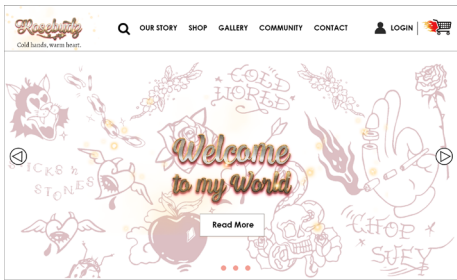 Rosebudz
Cold hands, warm heart.
OUR STORY SHOP GALLERY COMMUNITY CONTACT
LOGIN
COLD
WORLD
Welcome
to my World
STICKS N
STONES
Read More
CHOP
SUEY